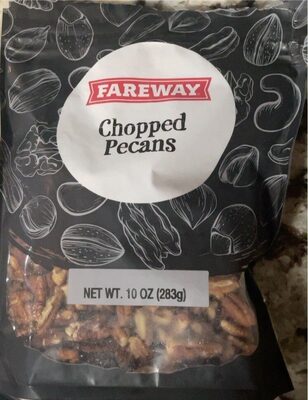 FAREWAY
Chopped
Pecans
NET WT. 10 OZ (283g)